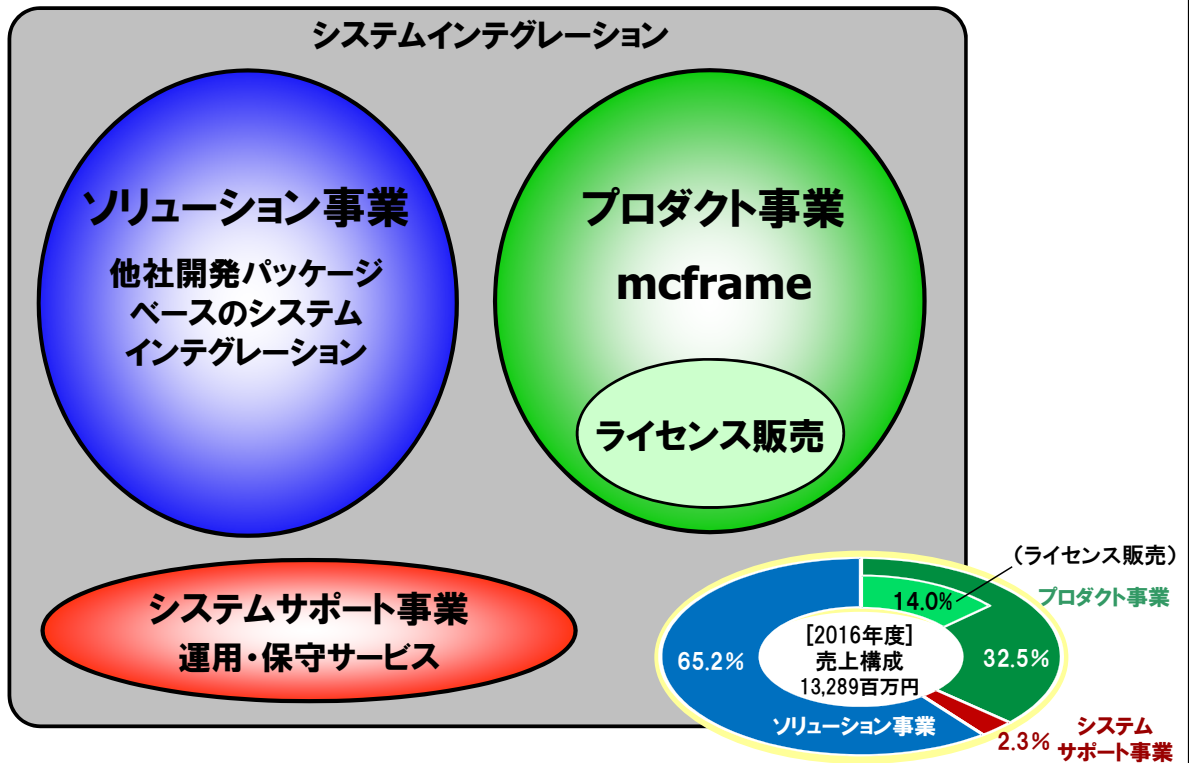 システムインテグレーション
ソリューション事業
他社開発パッケージ
ベースのシステム
インテグレーション
プロダクト事業
mcframe
ライセンス販売
システムサポート事業
運用・保守サービス
（ライセンス販売）
プロダクト事業
14.0%
[2016年度]
売上構成
13,289百万円
65.2%
32.5%
ソリューション事業
2.3%
システム
サポート事業